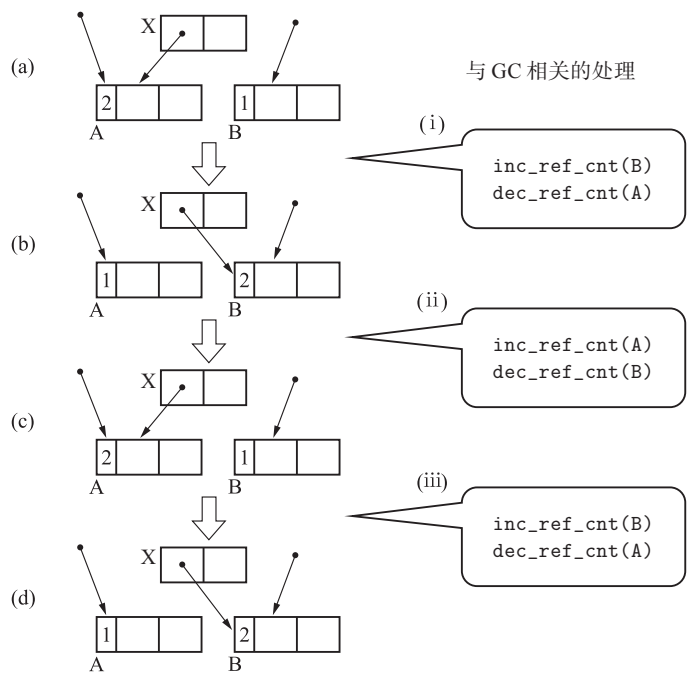 X
(a)
2
1
A
B
与 GC 相关的处理
(i)
inc_ref_cnt(B)
dec_ref_cnt(A)
X
(b)
1
2
A
B
(ii)
inc_ref_cnt(A)
dec_ref_cnt(B)
X
(c)
2
1
A
B
(iii)
inc_ref_cnt(B)
dec_ref_cnt(A)
X
(d)
1
2
A
B